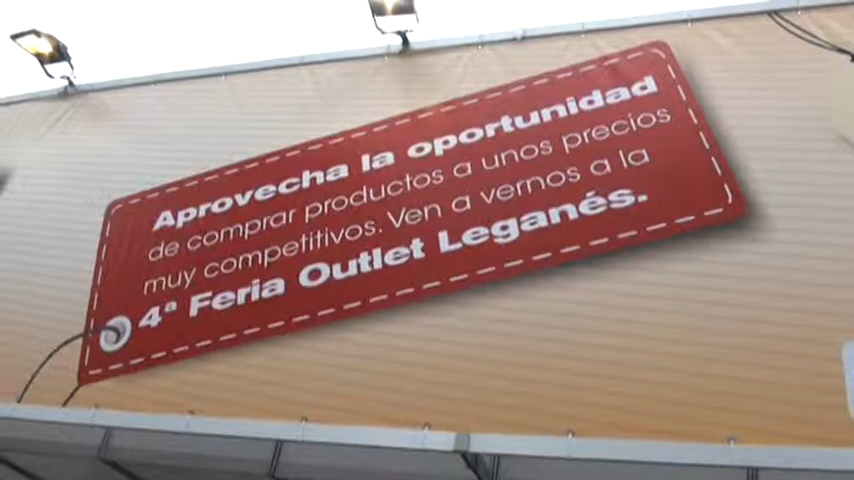 Aprovecha la oportunidad
de comprar productos a unos precios
muy competitivos. Ven a vernos a la
4ª Feria Outlet Leganés.